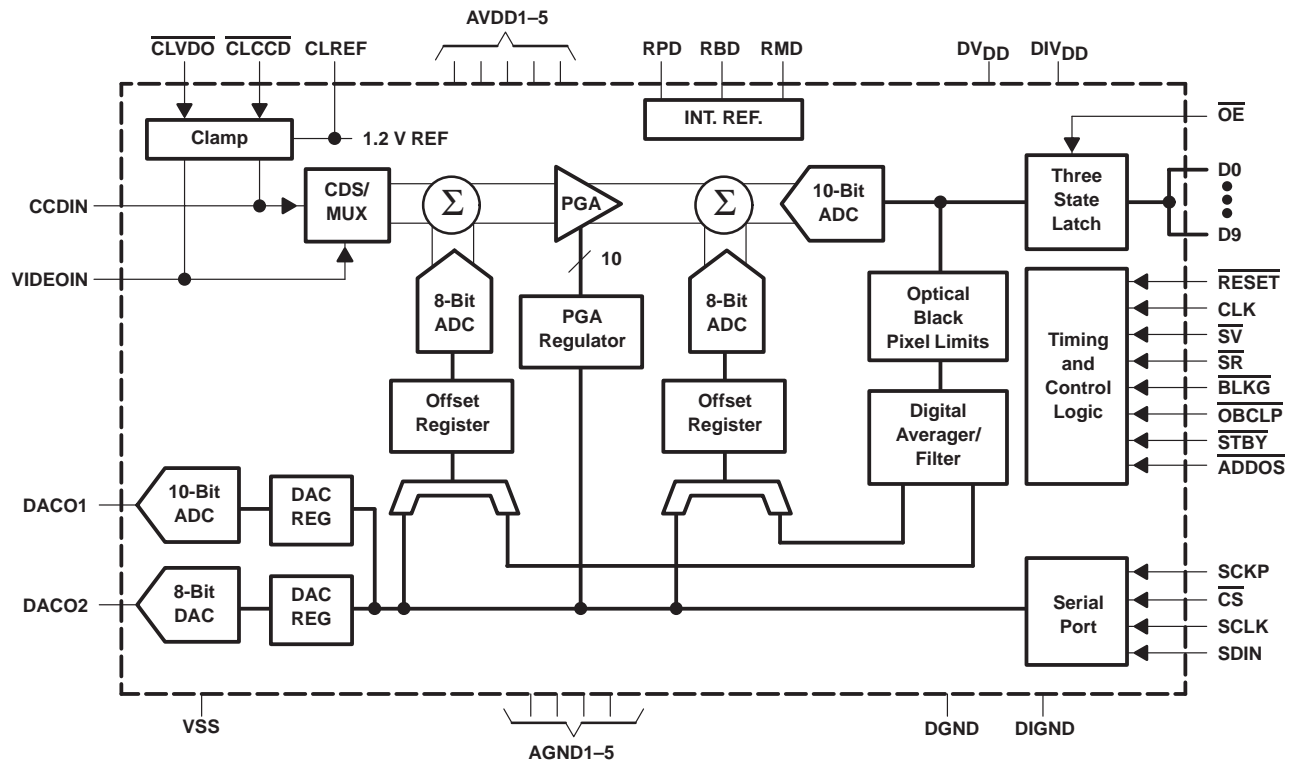 AVDD1–5
CLVDO CLCCD CLREF
RPD RBD RMD
DVDD DIVDD
INT. REF.
OE
Clamp
1.2 V REF
CCDIN
CDS/
MUX
Σ
PGA
Σ
10-Bit
ADC
Three
State
Latch
D0
D9
VIDEOIN
10
8-Bit
ADC
PGA
Regulator
8-Bit
ADC
Optical
Black
Pixel Limits
Timing
and
Control
Logic
RESET
CLK
SV
SR
BLKG
OBCLP
STBY
ADDOS
Offset
Register
Offset
Register
Digital
Averager/
Filter
DACO1
10-Bit
ADC
DAC
REG
DACO2
8-Bit
DAC
DAC
REG
Serial
Port
SCKP
CS
SCLK
SDIN
VSS
AGND1–5
DGND
DIGND